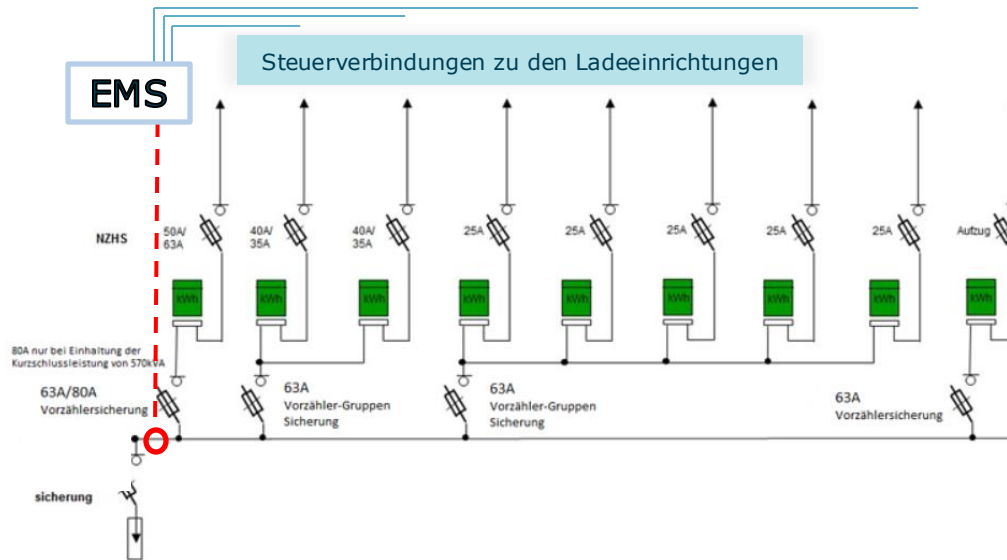 Steuerverbindungen zu den Ladeeinrichtungen
EMS
NZHS
50A/
63A
40A/
35A
40A/
35A
25A
25A
25A
25A
25A
Aufzug
kWh
kWh
kWh
kWh
kWh
kWh
kWh
kWh
kWh
80A nur bei Einhaltung der
Kurzschlussleistung von 570kVA
63A/80A
Vorzählersicherung
63A
Vorzähler-Gruppen
Sicherung
63A
Vorzähler-Gruppen
Sicherung
63A
Vorzählersicherung
sicherung